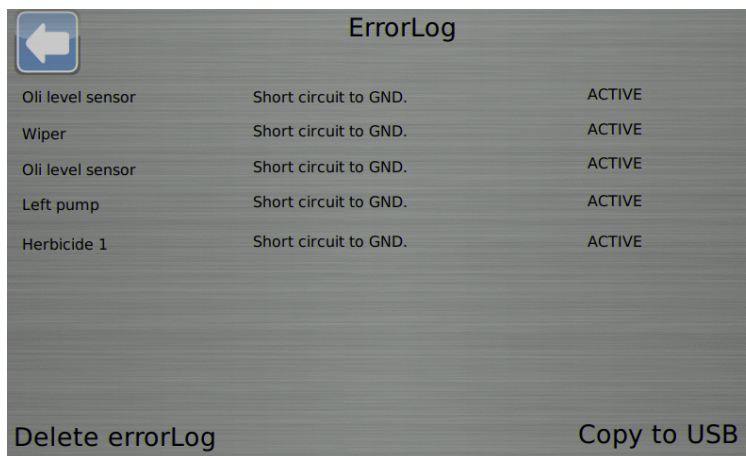 ErrorLog
Oli level sensor Short circuit to GND. ACTIVE
Wiper Short circuit to GND. ACTIVE
Oli level sensor Short circuit to GND. ACTIVE
Left pump Short circuit to GND. ACTIVE
Herbicide 1 Short circuit to GND. ACTIVE
Delete errorLog Copy to USB